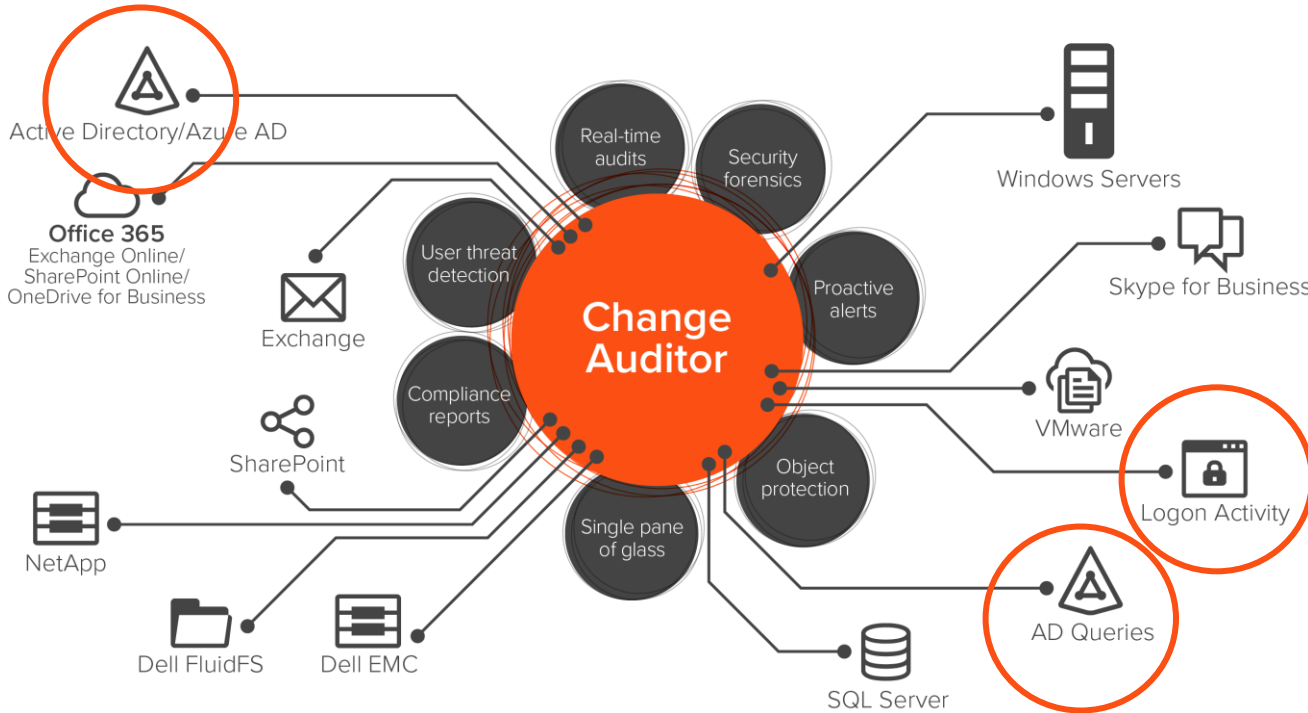 Active Directory/Azure AD
Office 365
Exchange Online/
SharePoint Online/
OneDrive for Business
Exchange
SharePoint
NetApp
Dell FluidFS
Dell EMC
Real-time
audits
Security
forensics
User threat
detection
Proactive
alerts
Change
Auditor
Compliance
reports
Object
protection
Single pane
of glass
Windows Servers
Skype for Business
VMware
Logon Activity
AD Queries
SQL Server